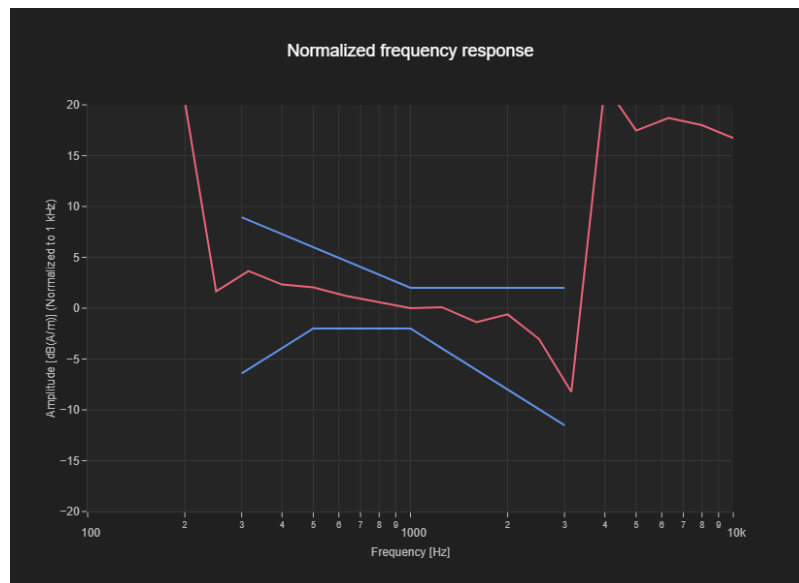 Normalized frequency response
Amplitude [dB(A/m)] (Normalized to 1 kHz)
20
15
10
5
0
−5
−10
−15
−20
100 2 3 4 5 6 7 8 9 1000 2 3 4 5 6 7 8 9 10k
Frequency [Hz]